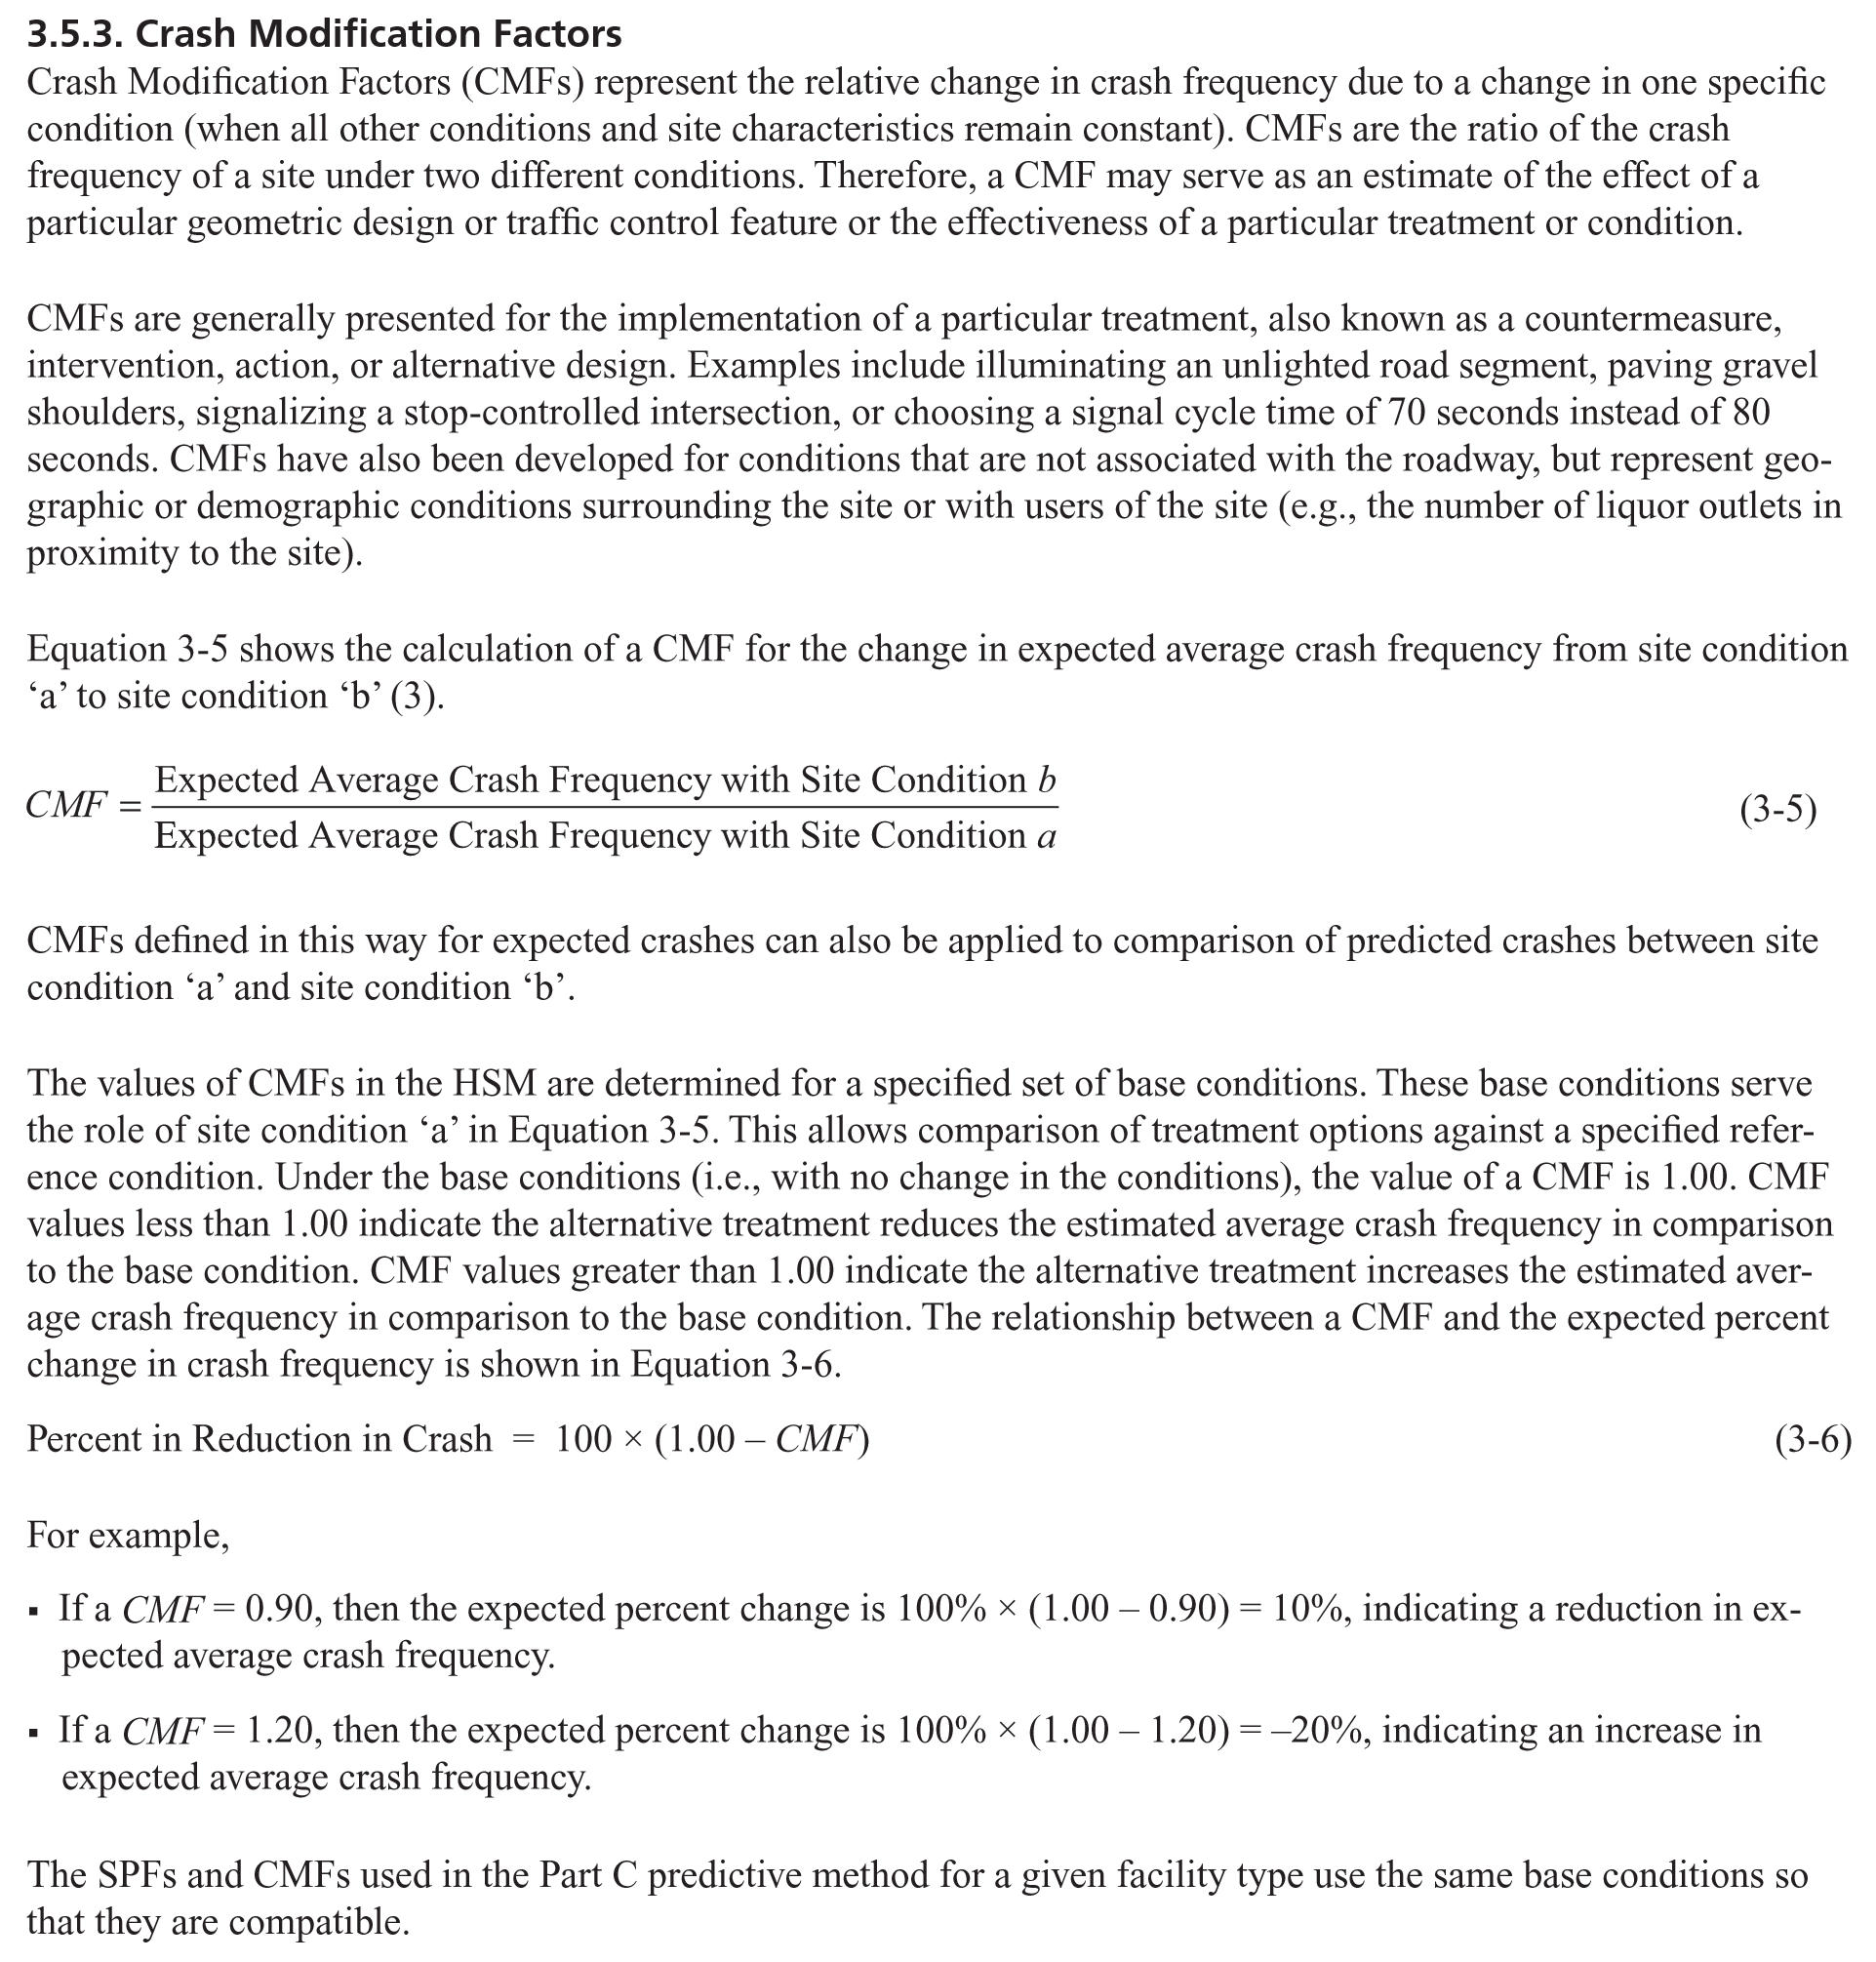 3.5.3. Crash Modification Factors
Crash Modification Factors (CMFs) represent the relative change in crash frequency due to a change in one specific
condition (when all other conditions and site characteristics remain constant). CMFs are the ratio of the crash
frequency of a site under two different conditions. Therefore, a CMF may serve as an estimate of the effect of a
particular geometric design or traffic control feature or the effectiveness of a particular treatment or condition.
CMFs are generally presented for the implementation of a particular treatment, also known as a countermeasure,
intervention, action, or alternative design. Examples include illuminating an unlighted road segment, paving gravel
shoulders, signalizing a stop-controlled intersection, or choosing a signal cycle time of 70 seconds instead of 80
seconds. CMFs have also been developed for conditions that are not associated with the roadway, but represent geo-
graphic or demographic conditions surrounding the site or with users of the site (e.g., the number of liquor outlets in
proximity to the site).
Equation 3-5 shows the calculation of a CMF for the change in expected average crash frequency from site condition
‘a’ to site condition ‘b’ (3).
CMF = Expected Average Crash Frequency with Site Condition b
Expected Average Crash Frequency with Site Condition a (3-5)
CMFs defined in this way for expected crashes can also be applied to comparison of predicted crashes between site
condition ‘a’ and site condition ‘b’.
The values of CMFs in the HSM are determined for a specified set of base conditions. These base conditions serve
the role of site condition ‘a’ in Equation 3-5. This allows comparison of treatment options against a specified refer-
ence condition. Under the base conditions (i.e., with no change in the conditions), the value of a CMF is 1.00. CMF
values less than 1.00 indicate the alternative treatment reduces the estimated average crash frequency in comparison
to the base condition. CMF values greater than 1.00 indicate the alternative treatment increases the estimated aver-
age crash frequency in comparison to the base condition. The relationship between a CMF and the expected percent
change in crash frequency is shown in Equation 3-6.
Percent in Reduction in Crash = 100 × (1.00 – CMF) (3-6)
For example,
▪ If a CMF = 0.90, then the expected percent change is 100% × (1.00 – 0.90) = 10%, indicating a reduction in ex-
pected average crash frequency.
▪ If a CMF = 1.20, then the expected percent change is 100% × (1.00 – 1.20) = –20%, indicating an increase in
expected average crash frequency.
The SPFs and CMFs used in the Part C predictive method for a given facility type use the same base conditions so
that they are compatible.